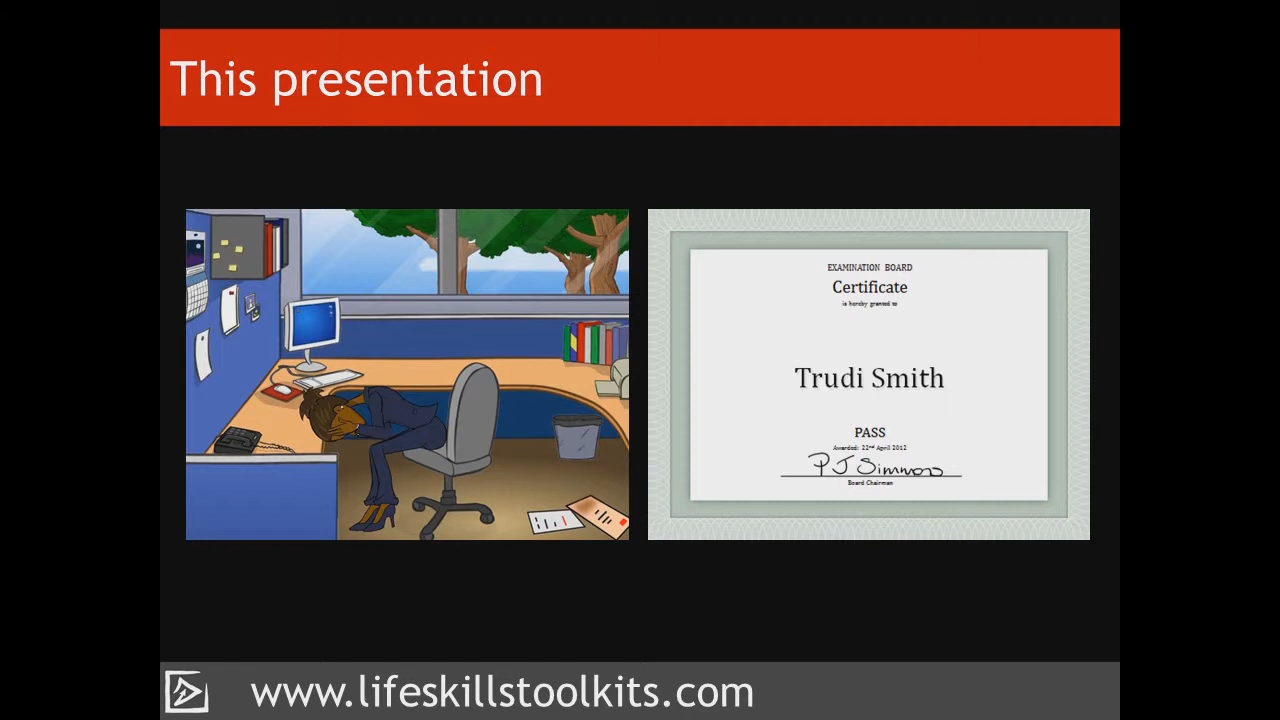 This presentation
EXAMINATION BOARD
Certificate
is hereby granted to
Trudi Smith
PASS
Awarded: 22nd April 2012
P J Simmons
Board Chairman
www.lifeskillstoolkits.com